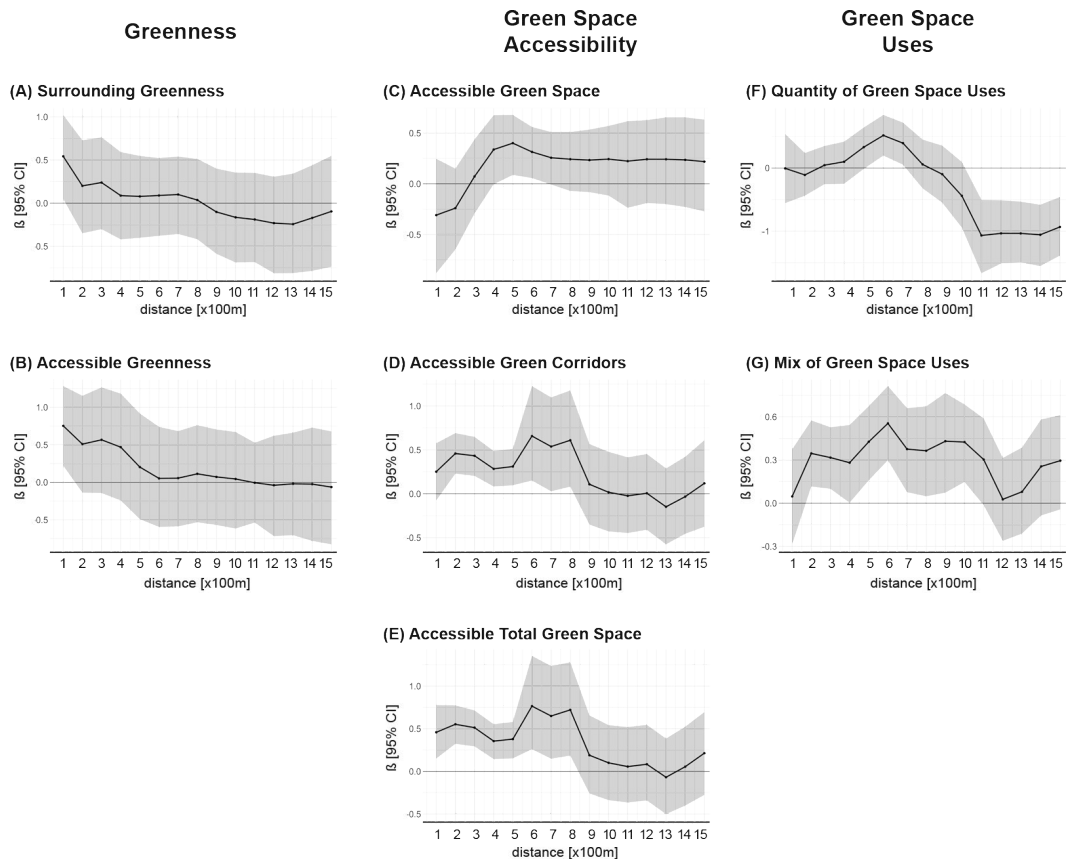 Greenness
Green Space
Accessibility
Green Space
Uses
(A) Surrounding Greenness
1.0
0.5
0.0
0.5
ß [95% CI]
1 2 3 4 5 6 7 8 9 10 11 12 13 14 15
distance [x100m]
(C) Accessible Green Space
0.5
0.0
-0.5
ß [95% CI]
1 2 3 4 5 6 7 8 9 10 11 12 13 14 15
distance [x100m]
(F) Quantity of Green Space Uses
0
-1
ß [95% CI]
1 2 3 4 5 6 7 8 9 10 11 12 13 14 15
distance [x100m]
(B) Accessible Greenness
1.0
0.5
0.0
-0.5
ß [95% CI]
1 2 3 4 5 6 7 8 9 10 11 12 13 14 15
distance [x100m]
(D) Accessible Green Corridors
1.0
0.5
0.0
-0.5
ß [95% CI]
1 2 3 4 5 6 7 8 9 10 11 12 13 14 15
distance [x100m]
(G) Mix of Green Space Uses
0.6
0.3
0.0
-0.3
ß [95% CI]
1 2 3 4 5 6 7 8 9 10 11 12 13 14 15
distance [x100m]
(E) Accessible Total Green Space
1.0
0.5
0.0
-0.5
ß [95% CI]
1 2 3 4 5 6 7 8 9 10 11 12 13 14 15
distance [x100m]